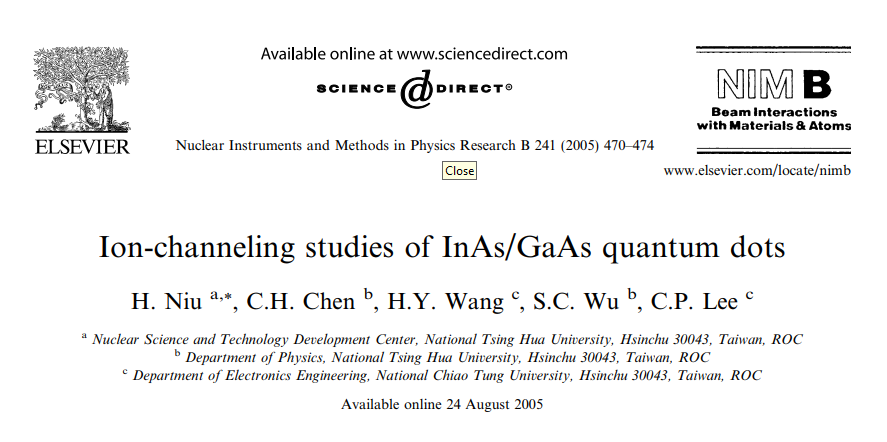 Available online at www.sciencedirect.com
SCIENCE DIRECT®
NIM B
Beam Interactions
with Materials & Atoms
ELSEVIER
Nuclear Instruments and Methods in Physics Research B 241 (2005) 470–474
Close
www.elsevier.com/locate/nimb
Ion-channeling studies of InAs/GaAs quantum dots
H. Niu a,*, C.H. Chen b, H.Y. Wang c, S.C. Wu b, C.P. Lee c
a Nuclear Science and Technology Development Center, National Tsing Hua University, Hsinchu 30043, Taiwan, ROC
b Department of Physics, National Tsing Hua University, Hsinchu 30043, Taiwan, ROC
c Department of Electronics Engineering, National Chiao Tung University, Hsinchu 30043, Taiwan, ROC
Available online 24 August 2005